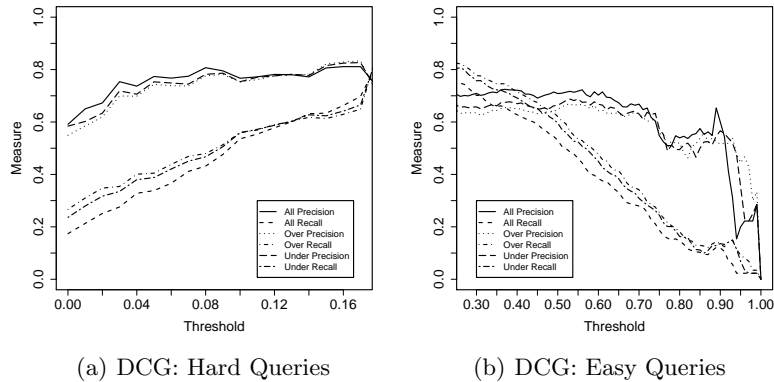 1.0
0.8
0.6
0.4
0.2
0.0
Measure
0.00 0.04 0.08 0.12 0.16
Threshold
All Precision
All Recall
Over Precision
Over Recall
Under Precision
Under Recall
(a) DCG: Hard Queries
1.0
0.8
0.6
0.4
0.2
0.0
Measure
0.30 0.40 0.50 0.60 0.70 0.80 0.90 1.00
Threshold
All Precision
All Recall
Over Precision
Over Recall
Under Precision
Under Recall
(b) DCG: Easy Queries